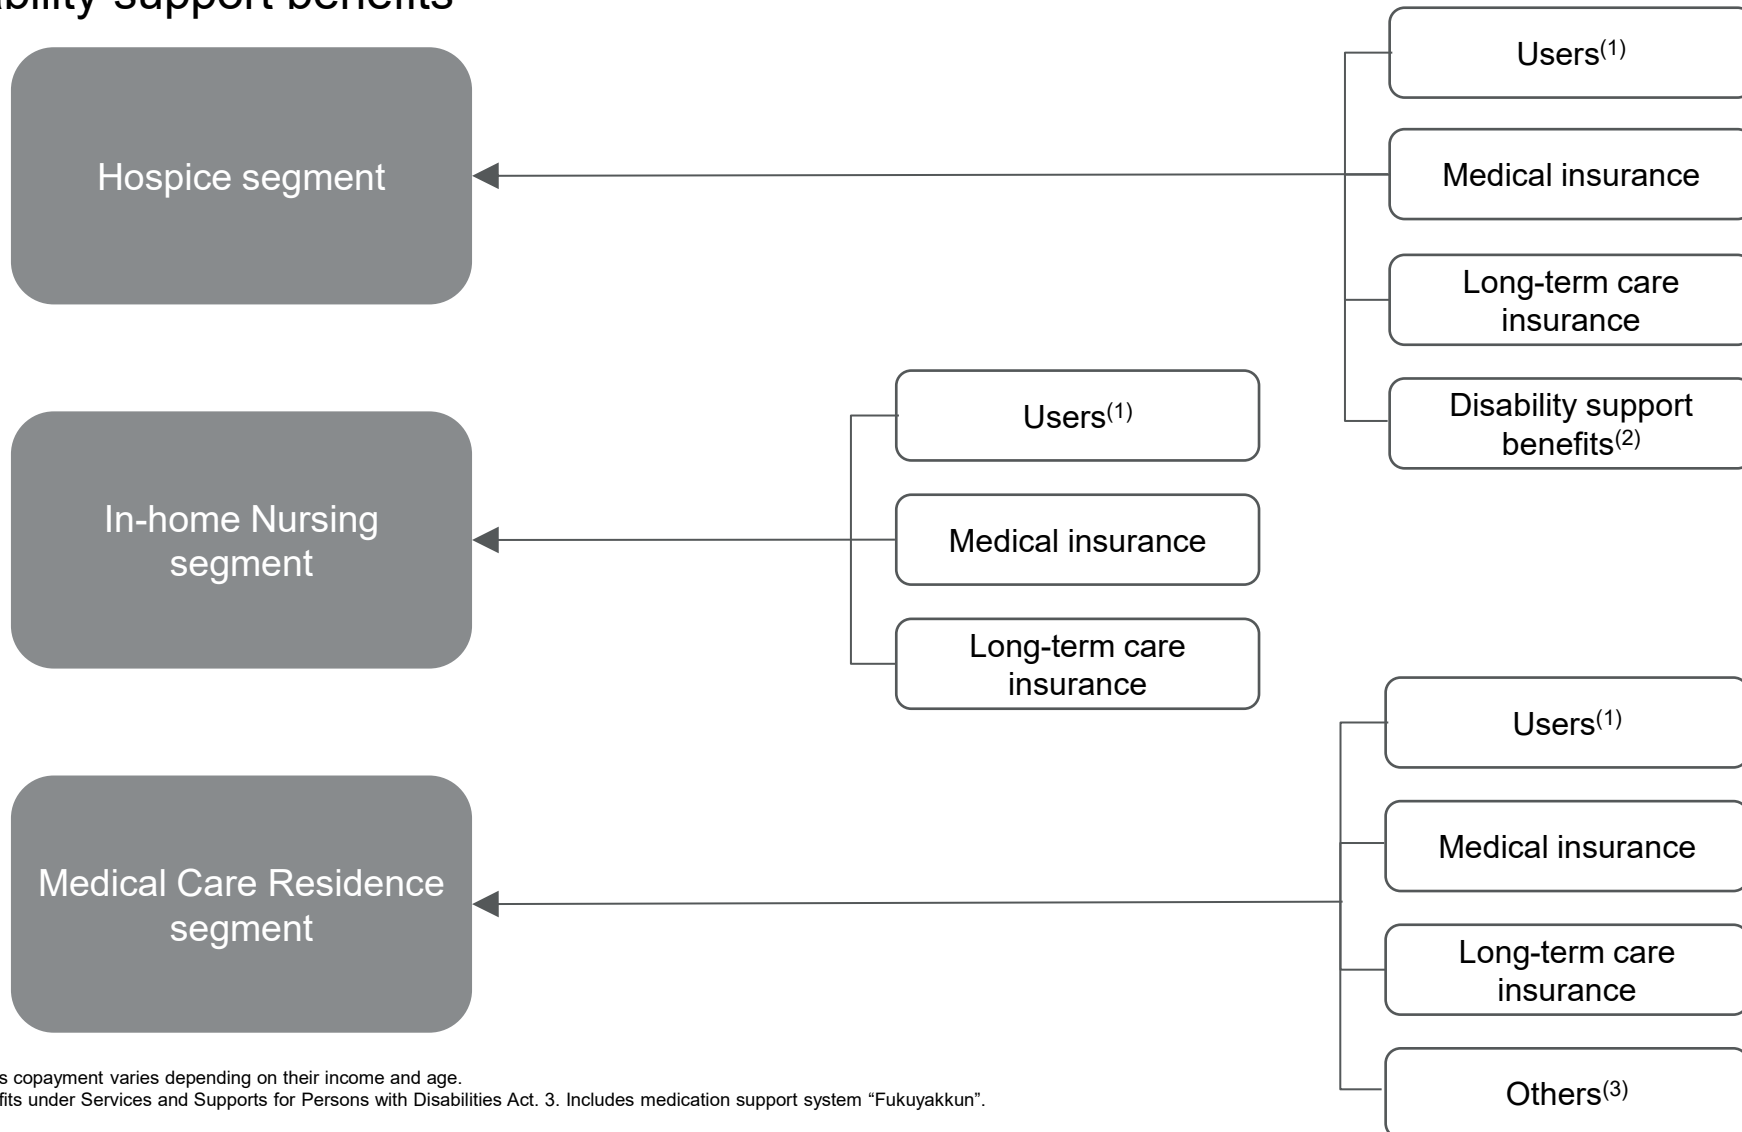 ability support benefits
Hospice segment
Users(1)
Medical insurance
Long-term care
insurance
Disability support
benefits(2)
In-home Nursing
segment
Users(1)
Medical insurance
Long-term care
insurance
Medical Care Residence
segment
Users(1)
Medical insurance
Long-term care
insurance
Others(3)
s copayment varies depending on their income and age.
fits under Services and Supports for Persons with Disabilities Act. 3. Includes medication support system “Fukuyakkun”.